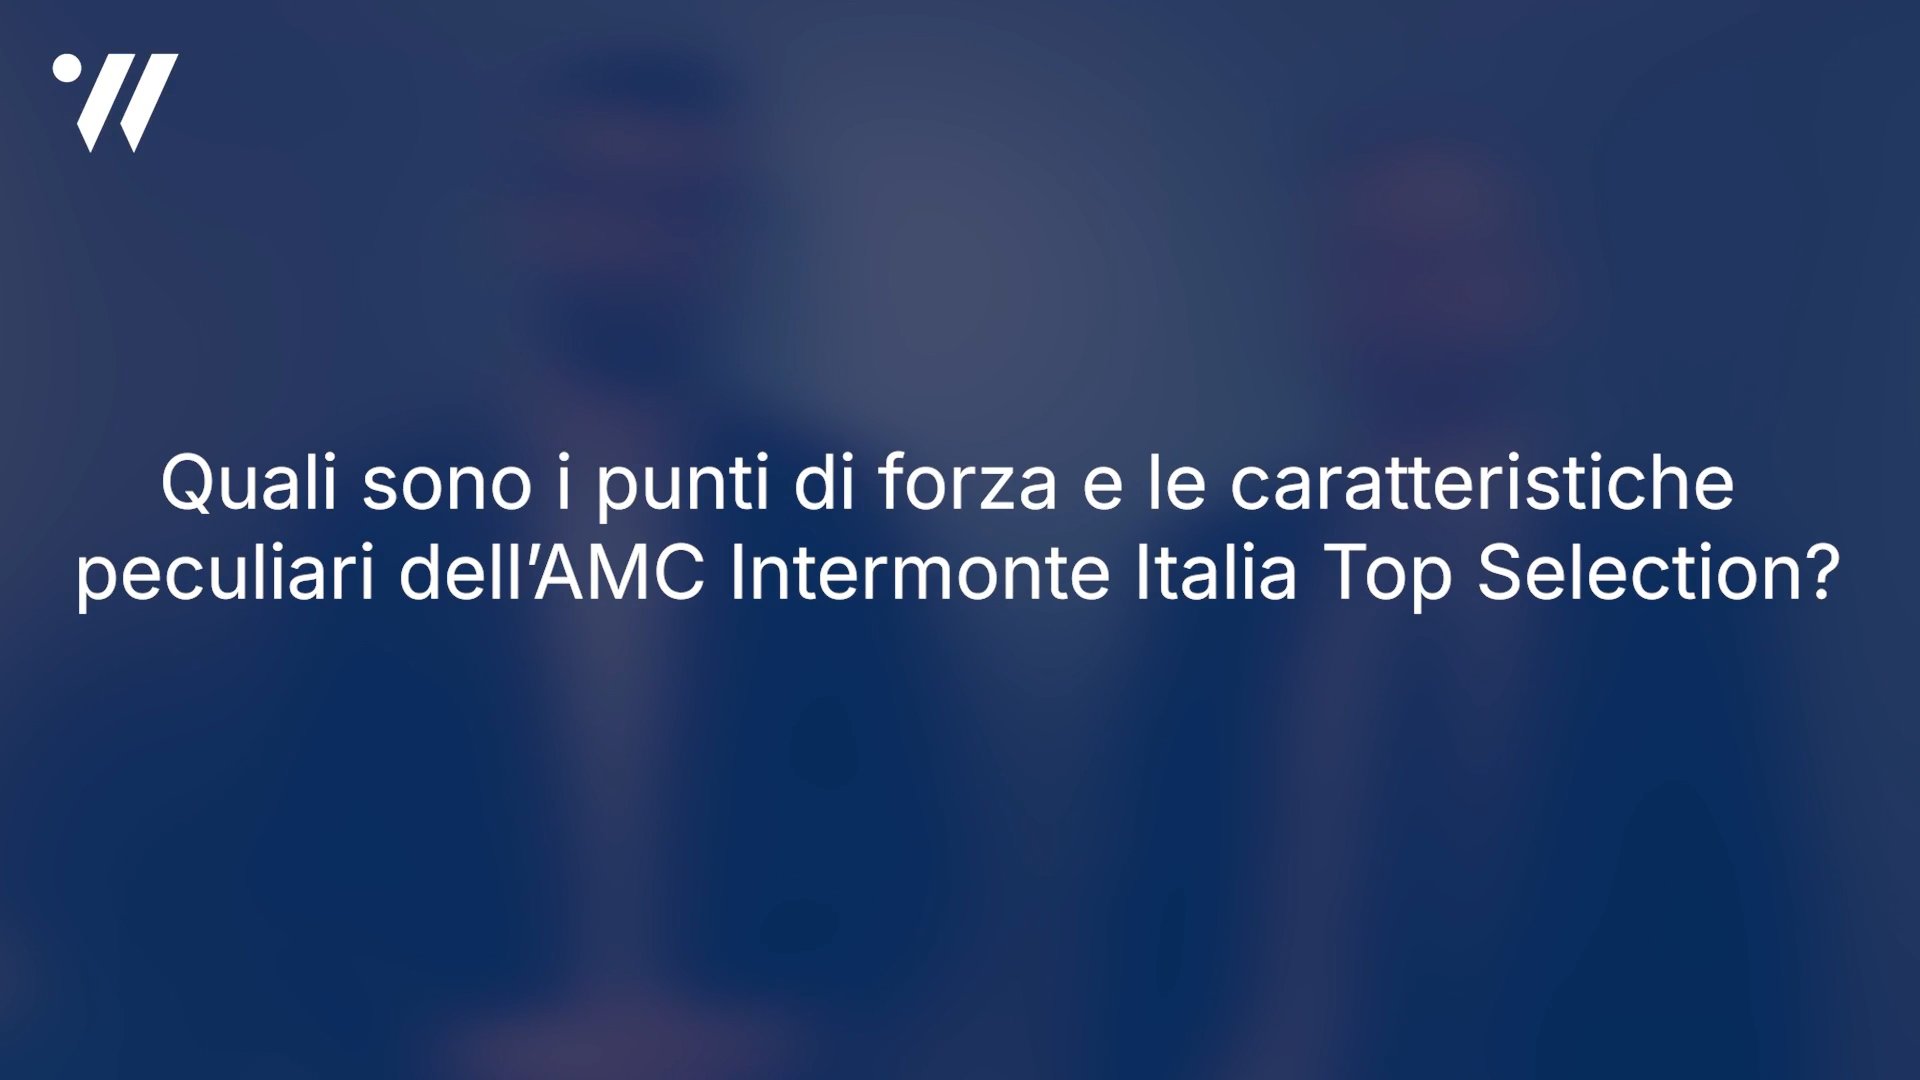 Quali sono i punti di forza e le caratteristiche
peculiari dell’AMC Intermonte Italia Top Selection?